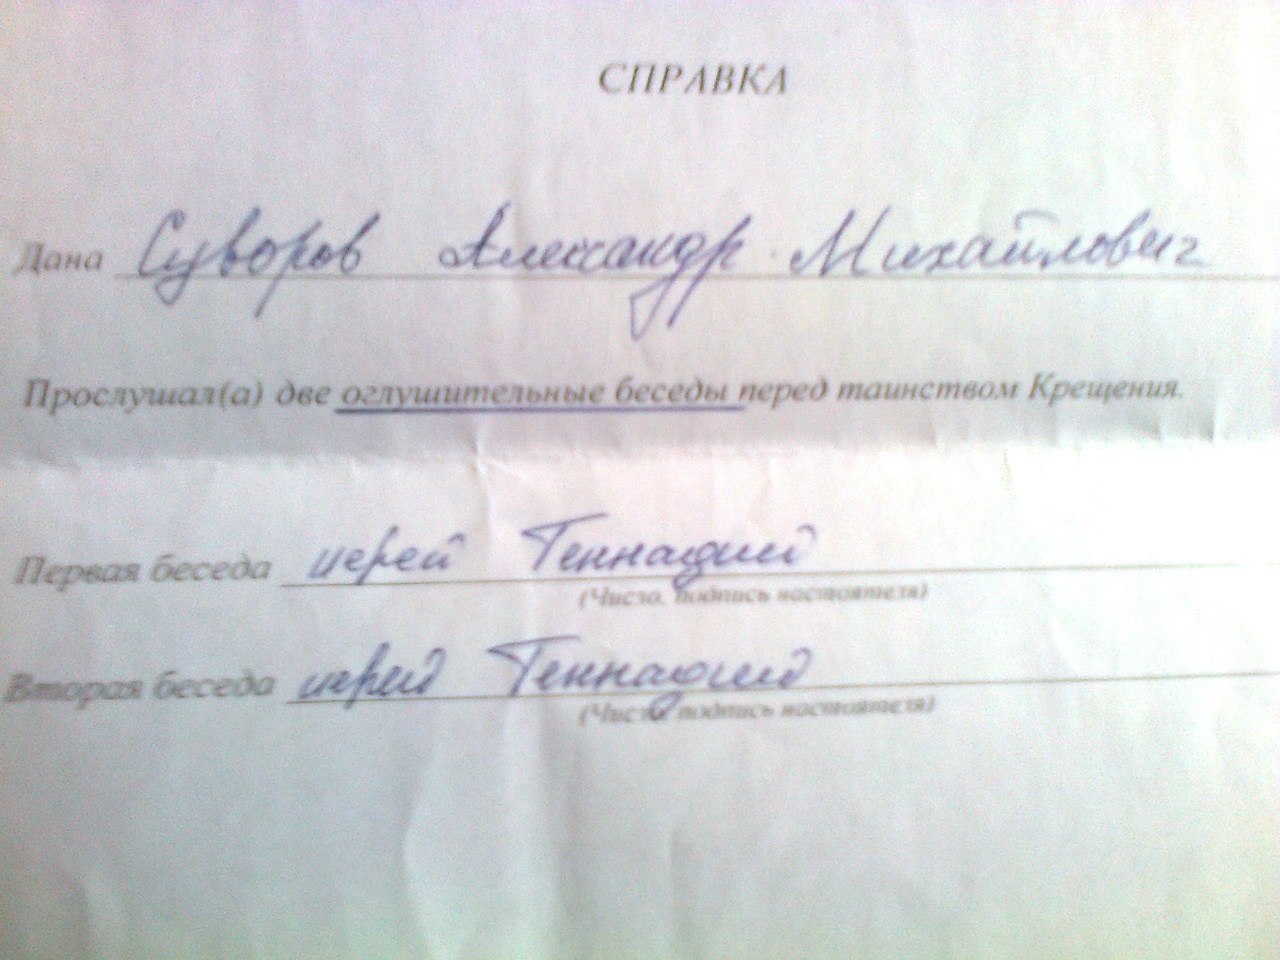 СПРАВКА
Дана Суворов Александр Михайлович
Прослушал(а) две оглушительные беседы перед таинством Крещения.
Первая беседа иерей Геннадий
(Число, подпись настоятеля)
Вторая беседа иерей Геннадий
(Число, подпись настоятеля)